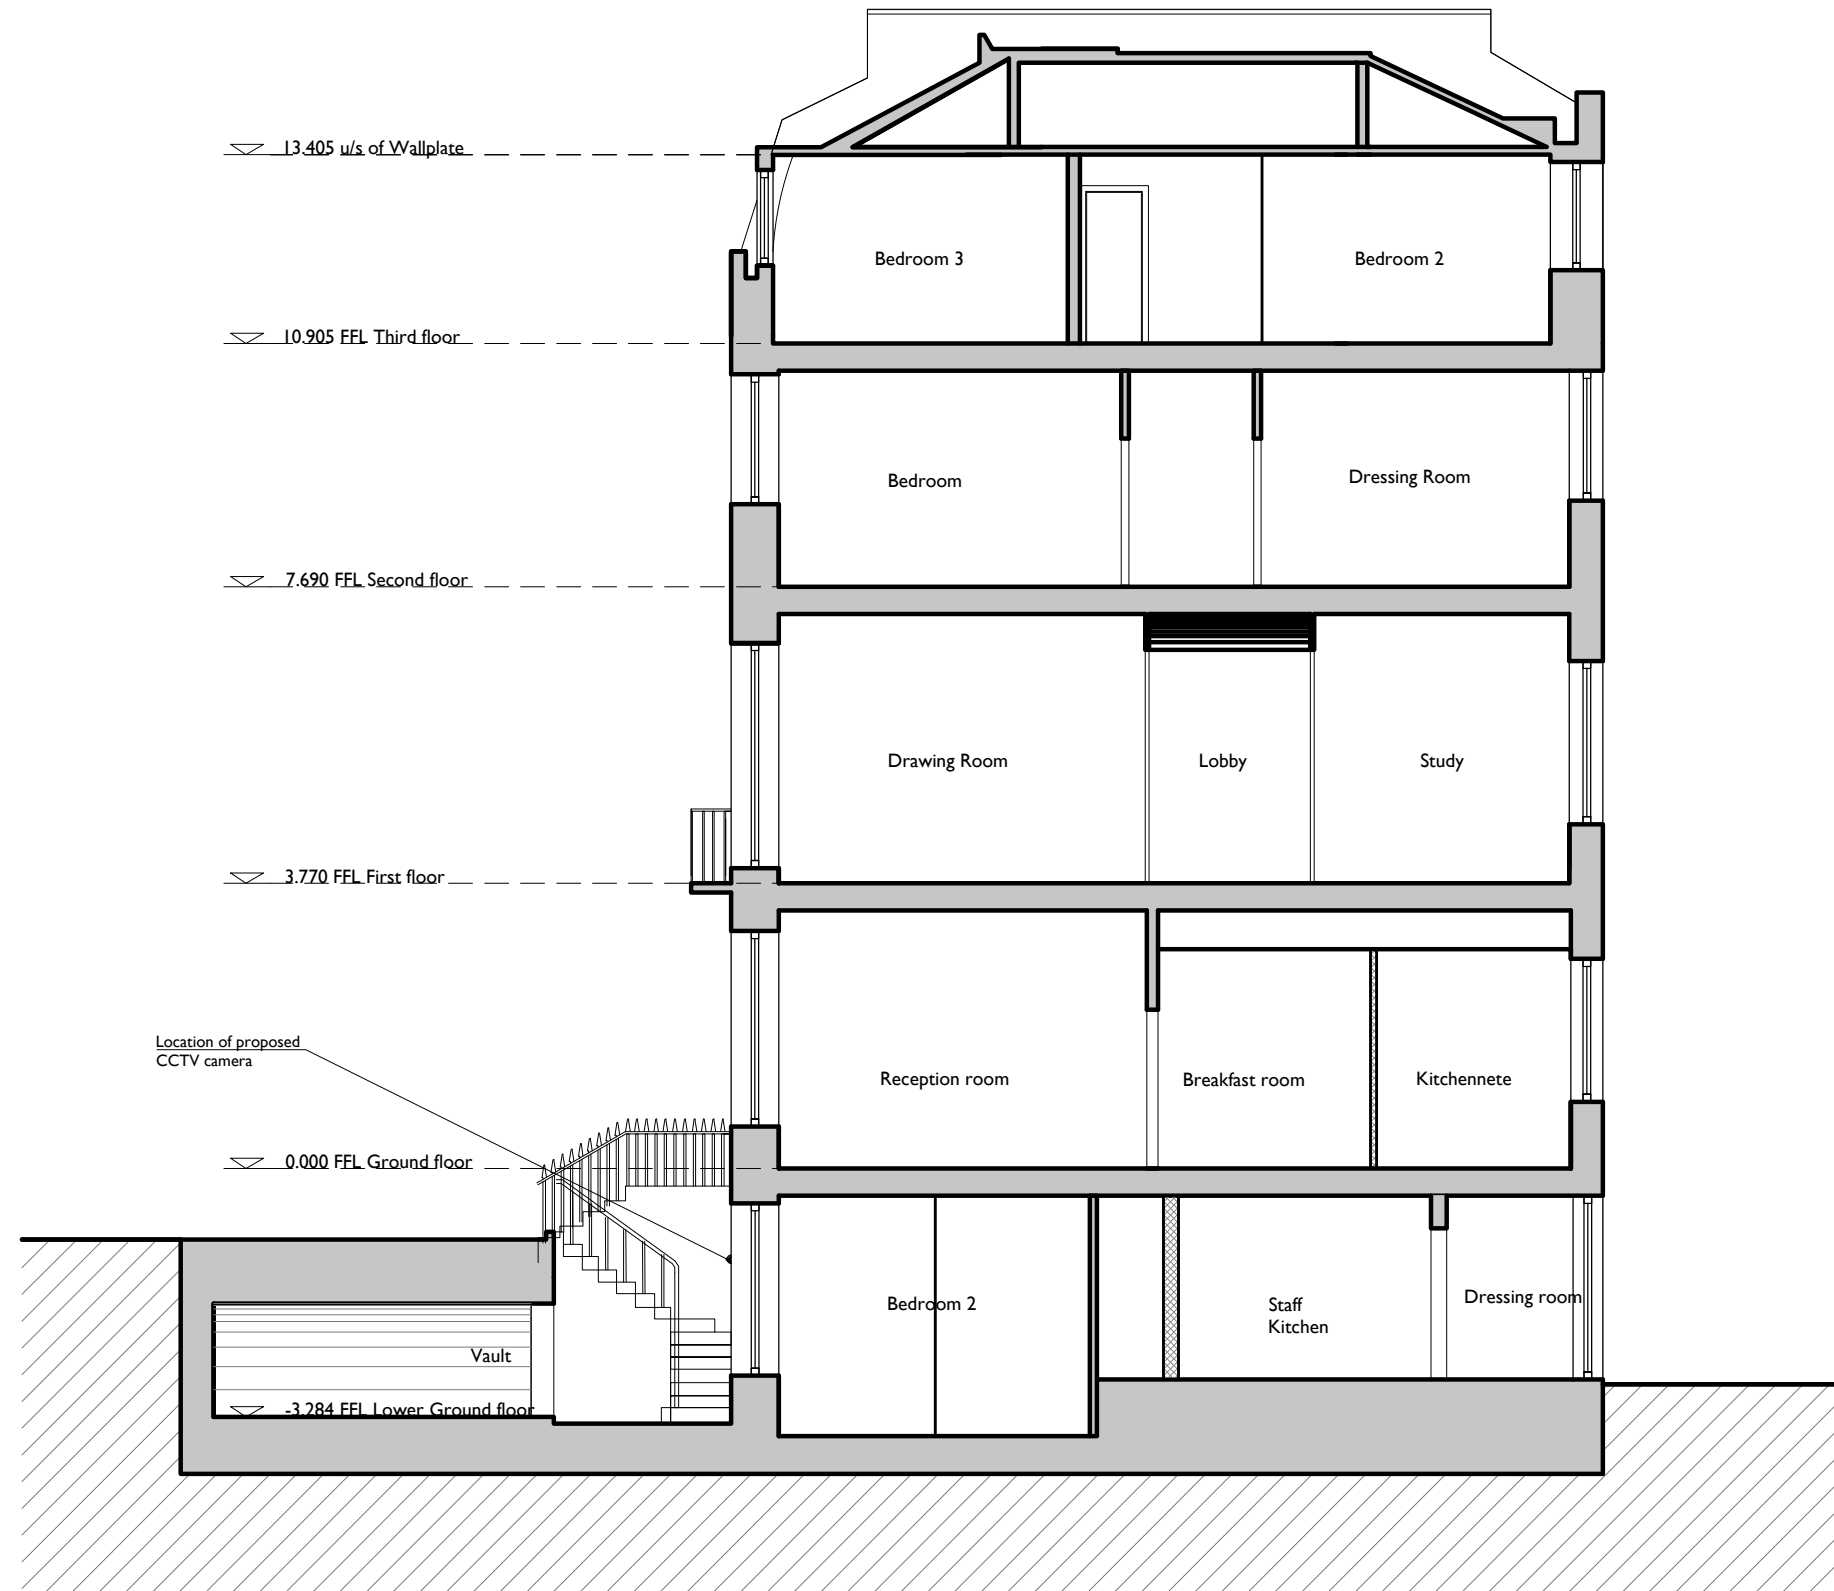 13.405 u/s of Wallplate
Bedroom 3
Bedroom 2
10.905 FFL Third floor
Bedroom
Dressing Room
7.690 FFL Second floor
Drawing Room
Lobby
Study
3.770 FFL First floor
Location of proposed
CCTV camera
Reception room
Breakfast room
Kitchennete
0.000 FFL Ground floor
Bedroom 2
Staff
Kitchen
Dressing room
Vault
-3.284 FFL Lower Ground floor